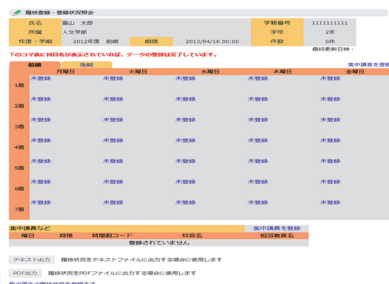 履修登録・登録状況照会
氏名 富山 太郎 学籍番号 1111111111
所属 人文学部 学年 2年
年度・学期 2012年度 前期 期限 2013/04/16 00:00 件数 0件
最終更新日時:
下のコマ表に科目名が表示されていれば、データの登録は完了しています。
前期 後期 集中講義を登録
月曜日 火曜日 水曜日 木曜日 金曜日
1限 未登録 未登録 未登録 未登録 未登録
2限 未登録 未登録 未登録 未登録 未登録
3限 未登録 未登録 未登録 未登録 未登録
4限 未登録 未登録 未登録 未登録 未登録
5限 未登録 未登録 未登録 未登録 未登録
6限 未登録 未登録 未登録 未登録 未登録
7限 未登録 未登録 未登録 未登録 未登録
集中講義など 集中講義を登録
曜日 時限 時間割コード 科目名 担当教員名
登録されていません
テキスト出力 履修状況をテキストファイルに出力する場合に使用します
PDF出力 履修状況をPDFファイルに出力する場合に使用します